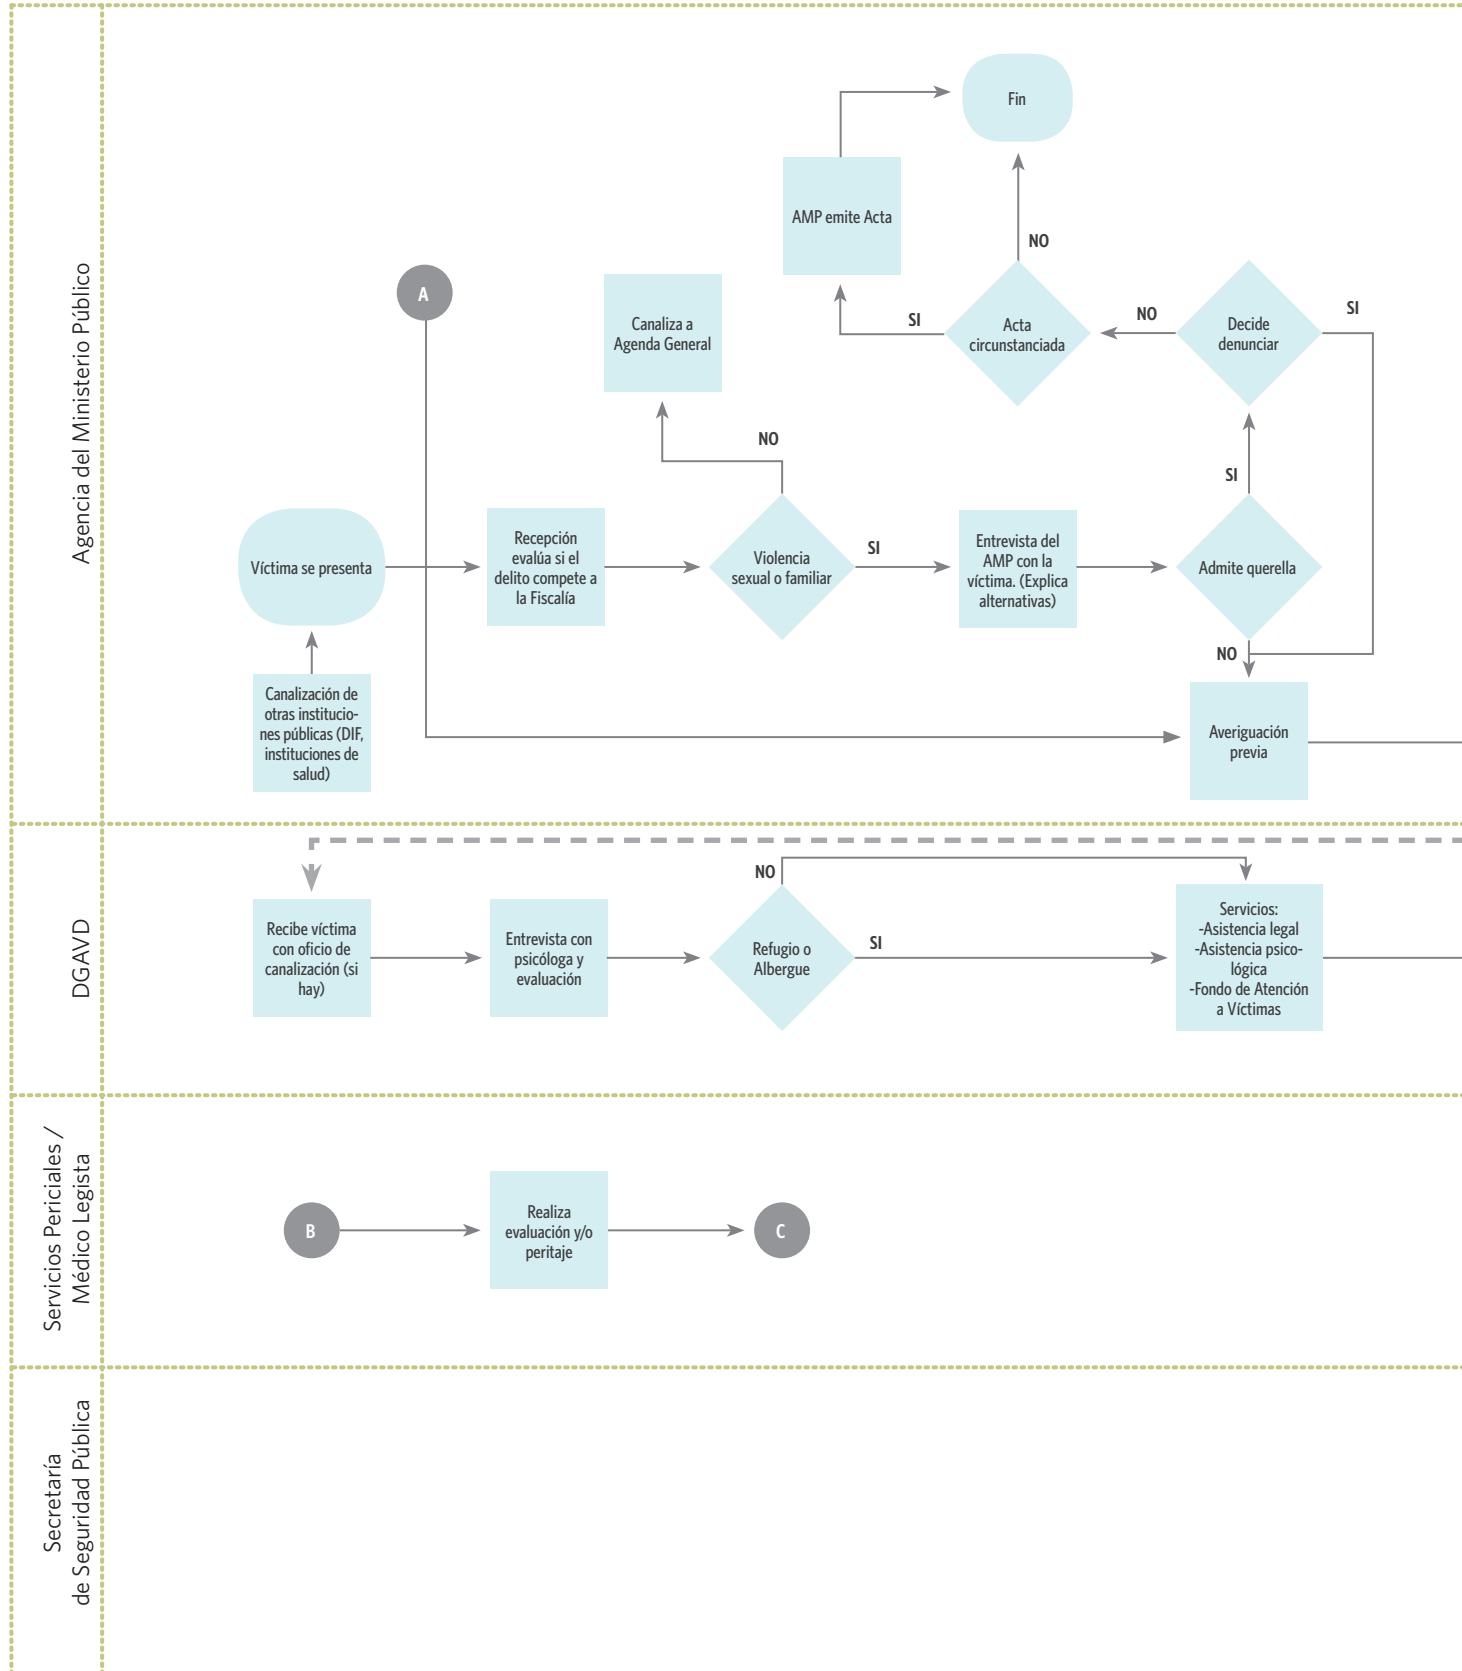 Agencia del Ministerio Público
Fin
AMP emite Acta
NO
A
Canaliza a
Agenda General
SI
Acta
circunstanciada
NO
Decide
denunciar
SI
NO
SI
Víctima se presenta
Recepción
evalúa si el
delito compete a
la Fiscalía
Violencia
sexual o familiar
SI
Entrevista del
AMP con la
víctima. (Explica
alternativas)
Admite querella
NO
Canalización de
otras institucio-
nes públicas (DIF,
instituciones de
salud)
Averiguación
previa
DGAVD
NO
Recibe víctima
con oficio de
canalización (si
hay)
Entrevista con
psicóloga y
evaluación
Refugio o
Albergue
SI
Servicios:
-Asistencia legal
-Asistencia psico-
lógica
-Fondo de Atención
a Víctimas
Servicios Periciales /
Médico Legista
B
Realiza
evaluación y/o
peritaje
C
Secretaría
de Seguridad Pública